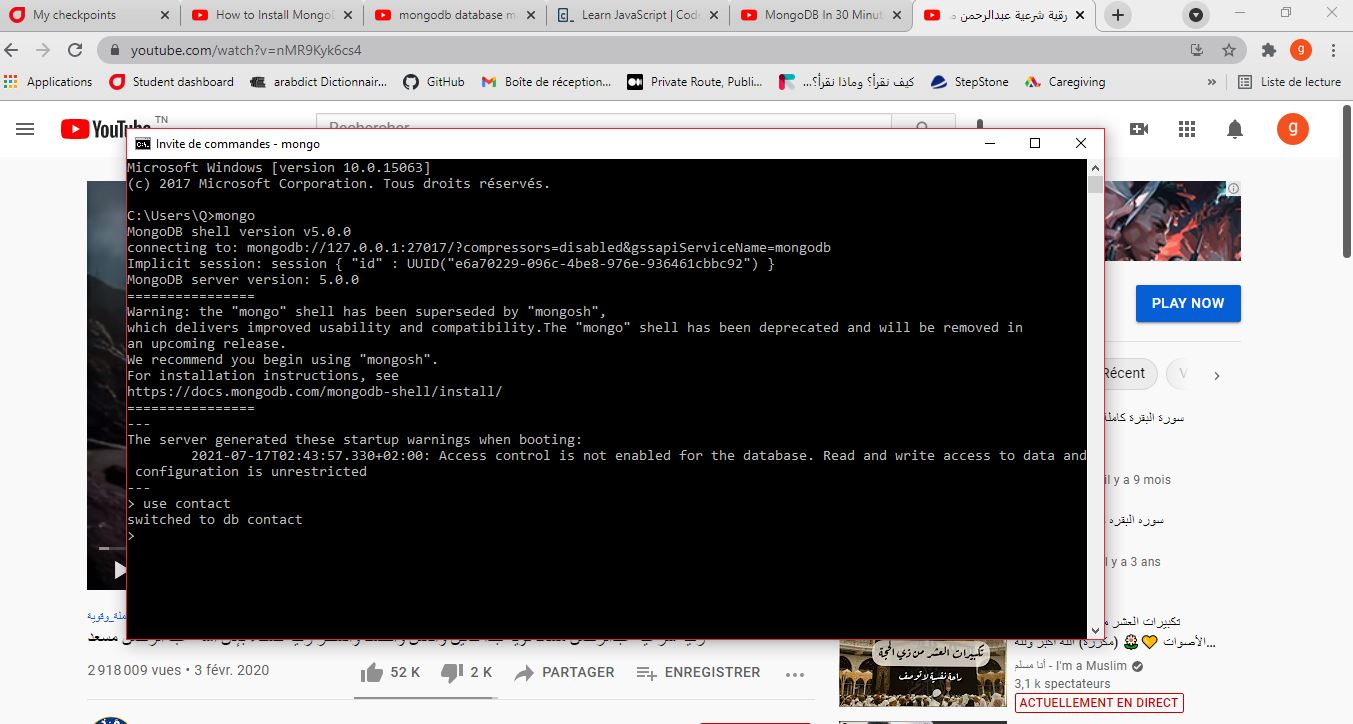 My checkpoints
How to Install Mongo
mongodb database m
Learn JavaScript | Cod
MongoDB In 30 Minut
رقية شرعية عبدالرحمن
youtube.com/watch?v=nMR9Kyk6cs4
g
Applications
Student dashboard
arabdict Dictionnair...
GitHub
Boîte de réception...
Private Route, Publi...
كيف نقرأ؟ وماذا نقرأ؟...
StepStone
Caregiving
»
Liste de lecture
YouTube TN
Rechercher
g
Invite de commandes - mongo
Microsoft Windows [version 10.0.15063]
(c) 2017 Microsoft Corporation. Tous droits réservés.
C:\Users\Q>mongo
MongoDB shell version v5.0.0
connecting to: mongodb://127.0.0.1:27017/?compressors=disabled&gssapiServiceName=mongodb
Implicit session: session { "id" : UUID("e6a70229-096c-4be8-976e-936461cbbc92") }
MongoDB server version: 5.0.0
================
Warning: the "mongo" shell has been superseded by "mongosh",
which delivers improved usability and compatibility.The "mongo" shell has been deprecated and will be removed in
an upcoming release.
We recommend you begin using "mongosh".
For installation instructions, see
https://docs.mongodb.com/mongodb-shell/install/
================
---
The server generated these startup warnings when booting:
2021-07-17T02:43:57.330+02:00: Access control is not enabled for the database. Read and write access to data and
configuration is unrestricted
---
> use contact
switched to db contact
>
PLAY NOW
Récent
سورة البقرة كاملة
il y a 9 mois
سوره البقره
l y a 3 ans
تكبيرات العشر
الأصوات 🌼💛 (مكررة) الله أكبر ولله...
أنا مسلم - I'm a Muslim
3,1 k spectateurs
ACTUELLEMENT EN DIRECT
تكبيرات العشر من ذي الحجة
راحة نفسية لا توصف
مسعد
2 918 009 vues • 3 févr. 2020
52 K
2 K
PARTAGER
ENREGISTRER